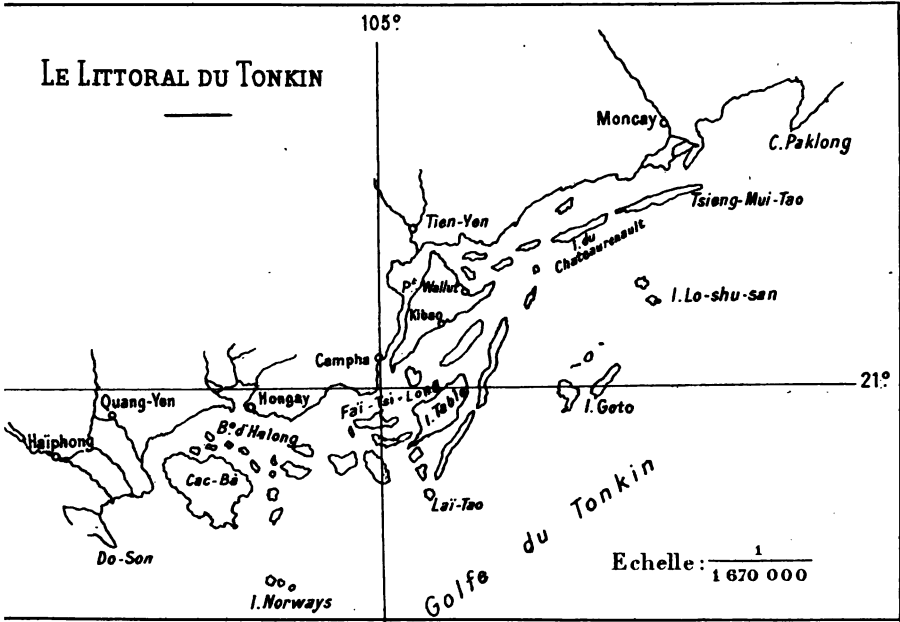 105°
LE LITTORAL DU TONKIN
Moncay
C. Paklong
Tsieng-Mui-Tao
Tien-Yen
I. du
Chateaurenault
Pt Wallut
I. Lo-shu-san
Kibao
Campha
21°
Quang-Yen
Hongay
Faï-Tsi-Long
I. Table
I. Goto
Haïphong
Be d'Halong
Cac-Bà
Laï-Tao
Do-Son
Golfe du Tonkin
Echelle: 1
1 670 000
I. Norways